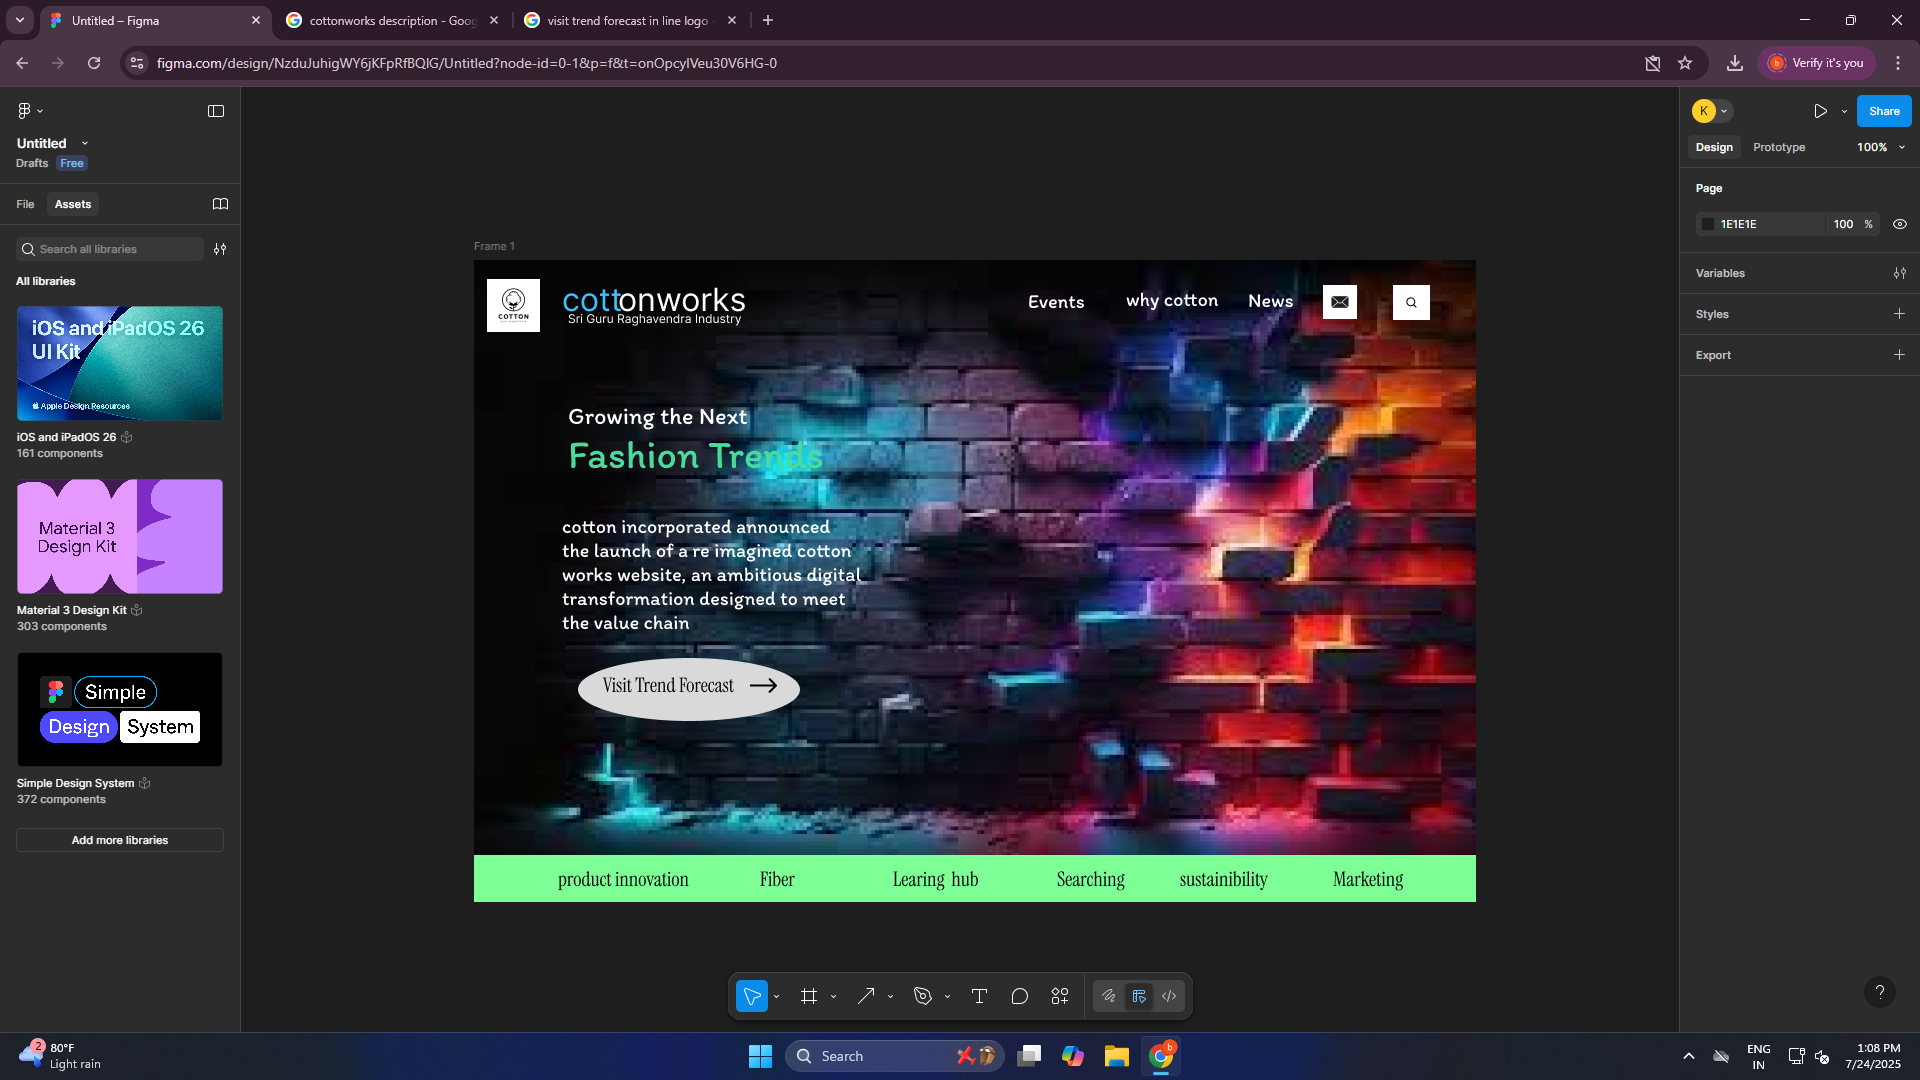 Untitled – Figma
cottonworks description - Goog
visit trend forecast in line logo -
figma.com/design/NzduJuhigWY6jKFpRfBQIG/Untitled?node-id=0-1&p=f&t=onOpcylVeu30V6HG-0
b
Verify it's you
Untitled
Drafts Free
File Assets
Search all libraries
All libraries
iOS and iPadOS 26
UI Kit
Apple Design Resources
iOS and iPadOS 26
161 components
Material 3
Design Kit
Material 3 Design Kit
303 components
Simple
Design System
Simple Design System
372 components
Add more libraries
Frame 1
COTTON
cottonworks
Sri Guru Raghavendra Industry
Events
why cotton
News
Growing the Next
Fashion Trends
cotton incorporated announced
the launch of a re imagined cotton
works website, an ambitious digital
transformation designed to meet
the value chain
Visit Trend Forecast
product innovation
Fiber
Learing hub
Searching
sustainibility
Marketing
K
Share
Design Prototype 100%
Page
1E1E1E 100 %
Variables
Styles
Export
?
2
80°F
Light rain
Search
b
ENG
IN
1:08 PM
7/24/2025